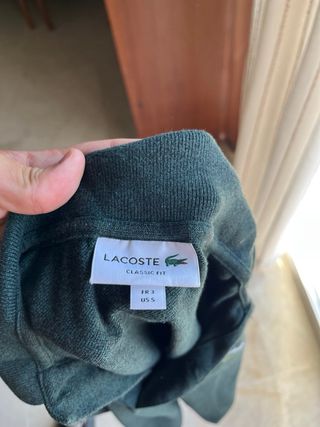 LACOSTE
CLASSIC FIT
FR 3
US S